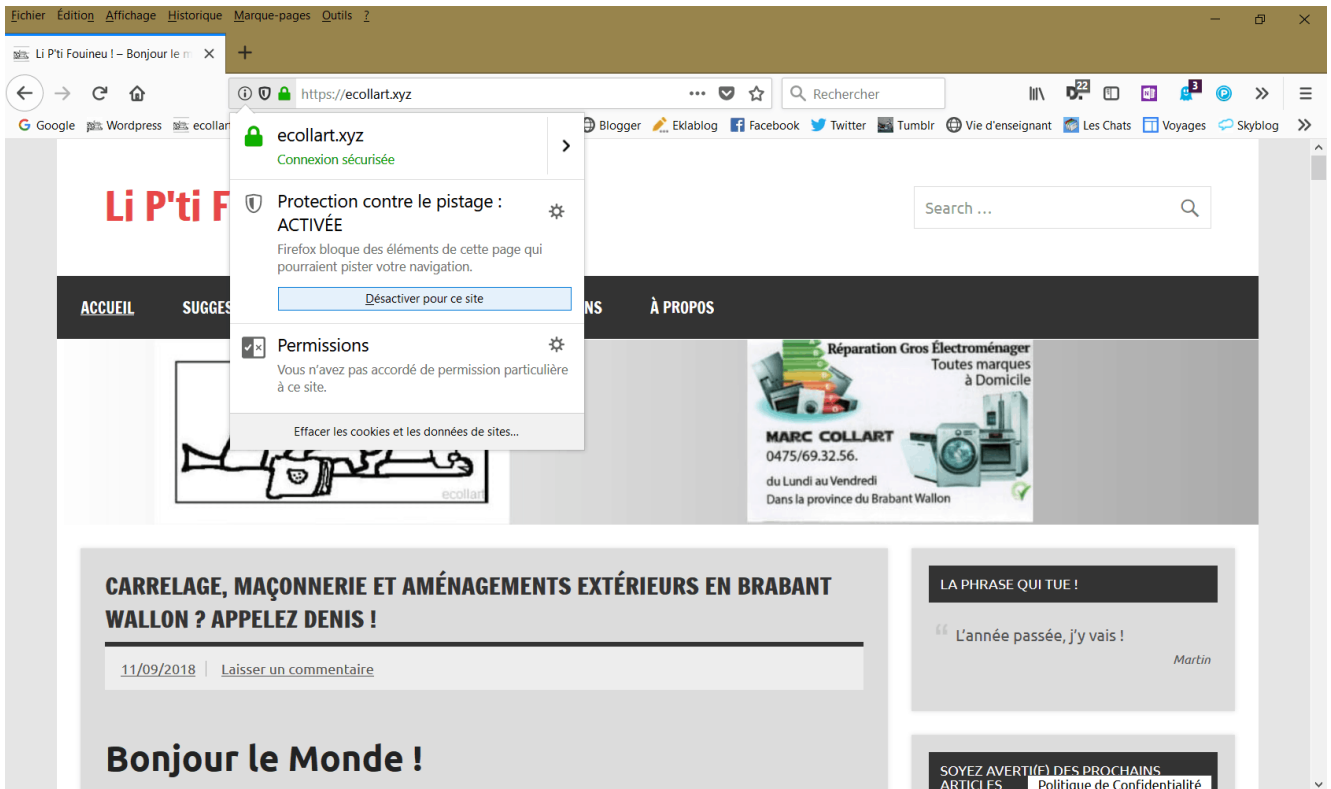 Fichier Édition Affichage Historique Marque-pages Outils ?
Li P'ti Fouineu ! – Bonjour le m
https://ecollart.xyz
Rechercher
22
3
Google Wordpress ecollar
Blogger Eklablog Facebook Twitter Tumblr Vie d'enseignant Les Chats Voyages Skyblog
ecollart.xyz
Connexion sécurisée
Protection contre le pistage :
ACTIVÉE
Firefox bloque des éléments de cette page qui
pourraient pister votre navigation.
Désactiver pour ce site
Permissions
Vous n'avez pas accordé de permission particulière
à ce site.
Effacer les cookies et les données de sites...
Li P'ti F
Search ...
ACCUEIL SUGGES NS À PROPOS
ecollart
Réparation Gros Électroménager
Toutes marques
à Domicile
MARC COLLART
0475/69.32.56.
du Lundi au Vendredi
Dans la province du Brabant Wallon
CARRELAGE, MAÇONNERIE ET AMÉNAGEMENTS EXTÉRIEURS EN BRABANT
WALLON ? APPELEZ DENIS !
11/09/2018 Laisser un commentaire
Bonjour le Monde !
LA PHRASE QUI TUE !
“ L'année passée, j'y vais !
Martin
SOYEZ AVERTI(E) DES PROCHAINS
ARTICLES
Politique de Confidentialité